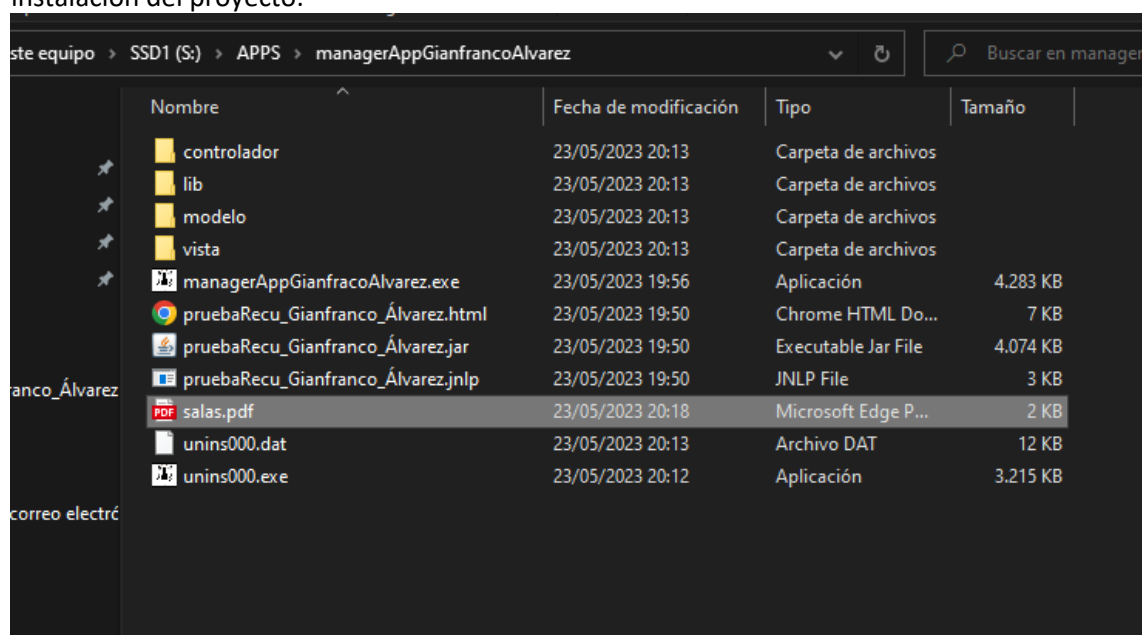 Instalación del proyecto:
ste equipo > SSD1 (S:) > APPS > managerAppGianfrancoAlvarez
Buscar en manager
Nombre Fecha de modificación Tipo Tamaño
controlador 23/05/2023 20:13 Carpeta de archivos
lib 23/05/2023 20:13 Carpeta de archivos
modelo 23/05/2023 20:13 Carpeta de archivos
vista 23/05/2023 20:13 Carpeta de archivos
managerAppGianfracoAlvarez.exe 23/05/2023 19:56 Aplicación 4.283 KB
pruebaRecu_Gianfranco_Álvarez.html 23/05/2023 19:50 Chrome HTML Do... 7 KB
pruebaRecu_Gianfranco_Álvarez.jar 23/05/2023 19:50 Executable Jar File 4.074 KB
pruebaRecu_Gianfranco_Álvarez.jnlp 23/05/2023 19:50 JNLP File 3 KB
anco_Álvarez
PDF salas.pdf 23/05/2023 20:18 Microsoft Edge P... 2 KB
unins000.dat 23/05/2023 20:13 Archivo DAT 12 KB
unins000.exe 23/05/2023 20:12 Aplicación 3.215 KB
correo electró